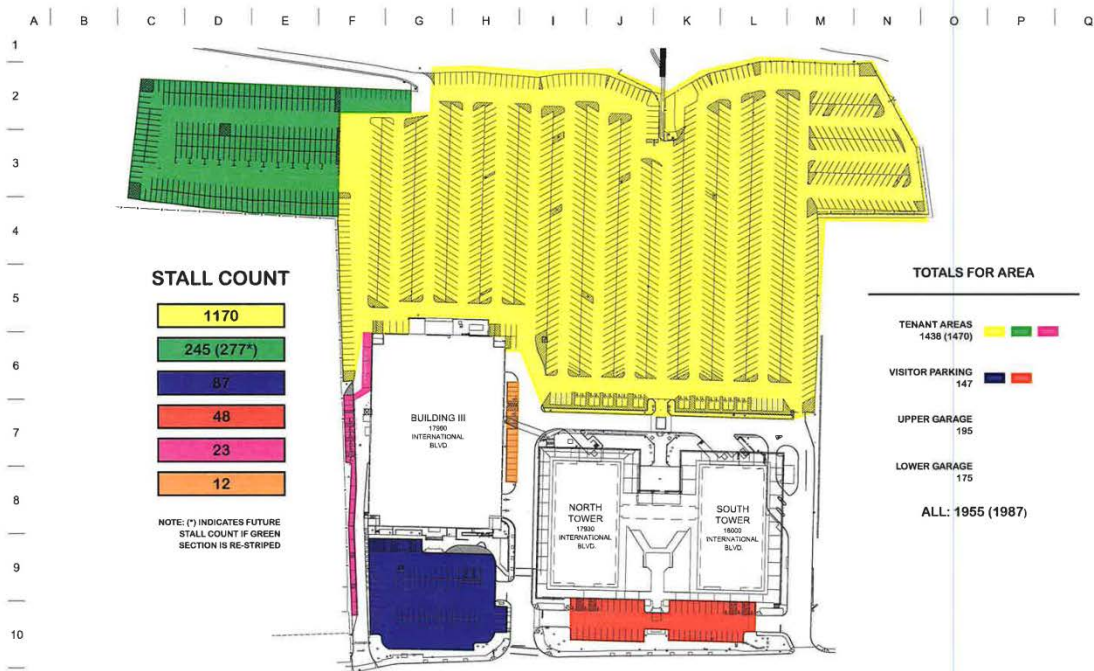 A B C D E F G H I J K L M N O P Q
1
2
3
4
5
6
7
8
9
10
STALL COUNT
1170
245 (277*)
87
48
23
12
NOTE: (*) INDICATES FUTURE
STALL COUNT IF GREEN
SECTION IS RE-STRIPED
BUILDING III
17900
INTERNATIONAL
BLVD.
NORTH
TOWER
17930
INTERNATIONAL
BLVD.
SOUTH
TOWER
18000
INTERNATIONAL
BLVD.
TOTALS FOR AREA
TENANT AREAS
1438 (1470)
VISITOR PARKING
147
UPPER GARAGE
195
LOWER GARAGE
175
ALL: 1955 (1987)